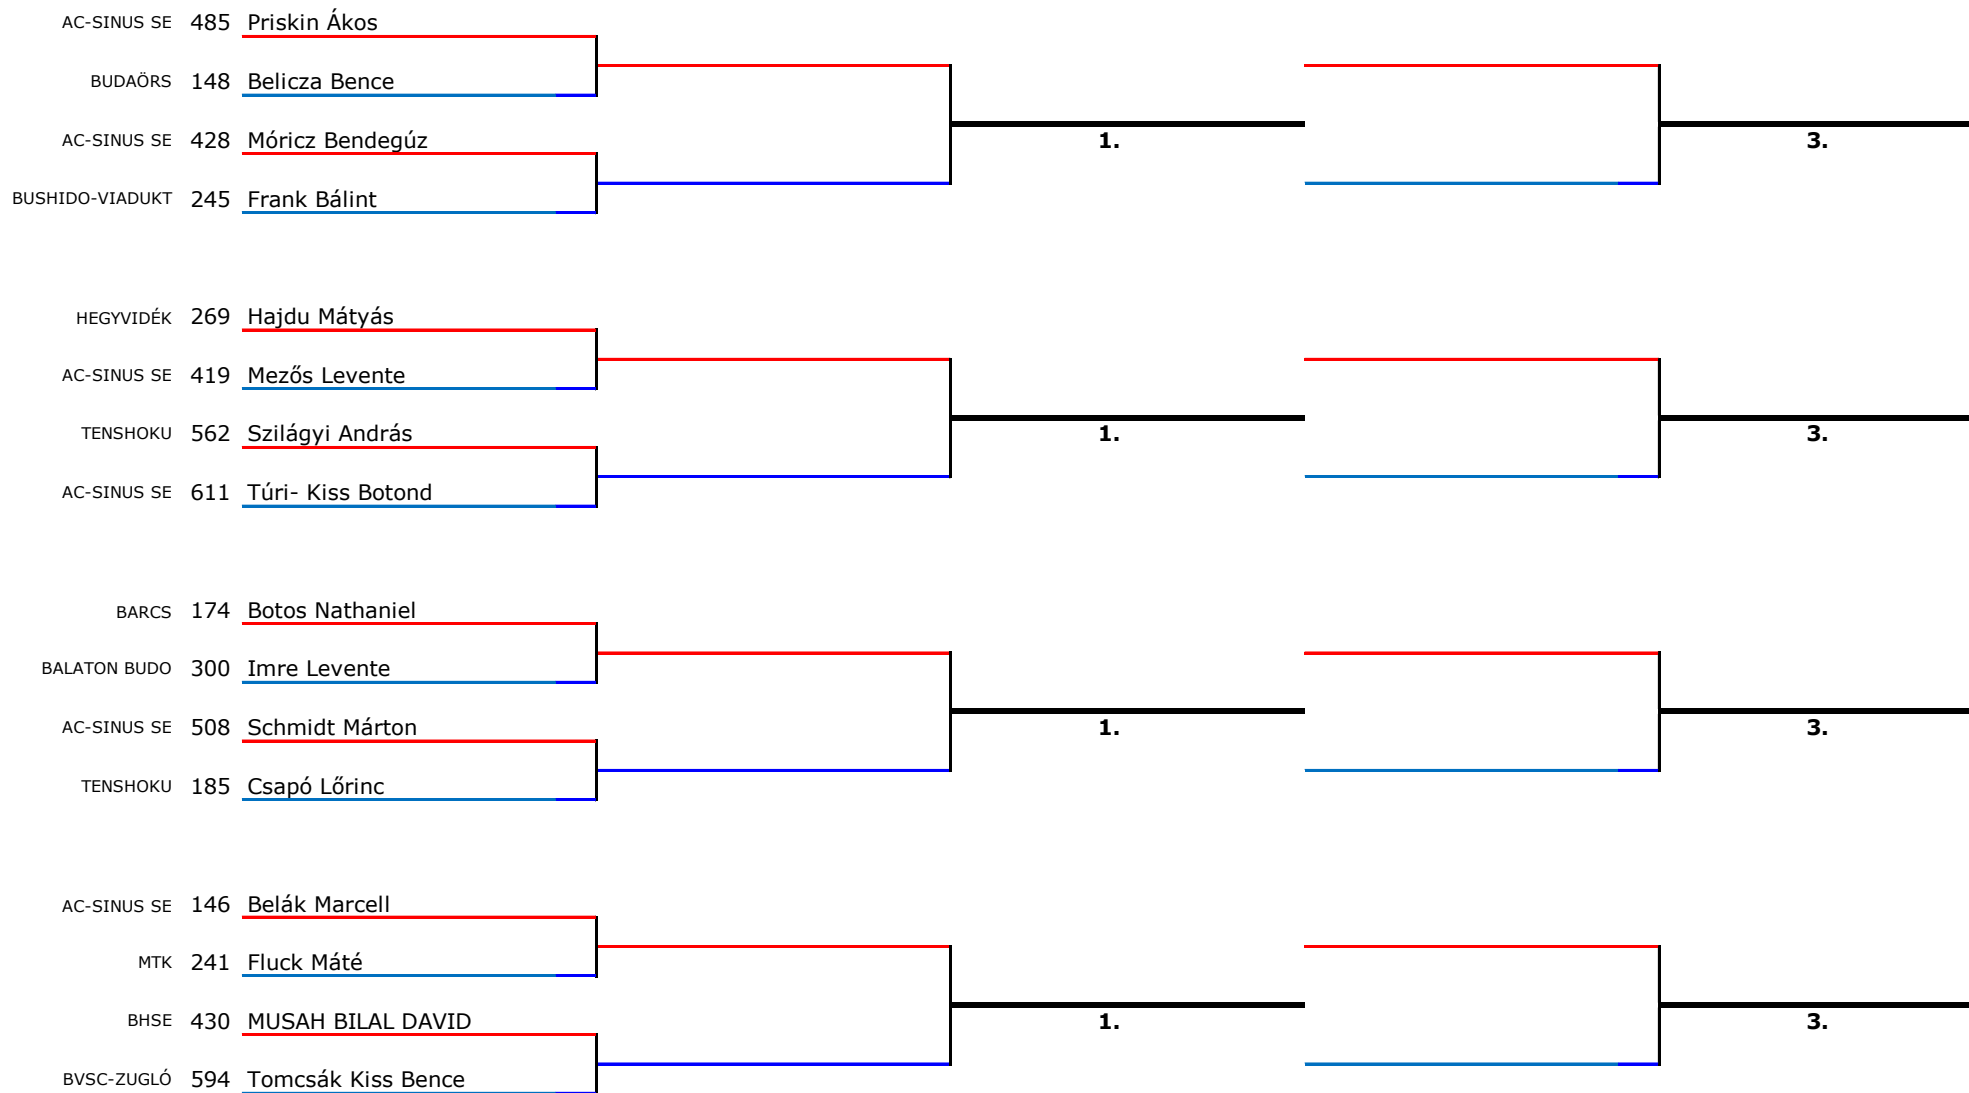 AC-SINUS SE 485 Priskin Ákos
BUDAÖRS 148 Belicza Bence
1. 3.
AC-SINUS SE 428 Móricz Bendegúz
BUSHIDO-VIADUKT 245 Frank Bálint
HEGYVIDÉK 269 Hajdu Mátyás
AC-SINUS SE 419 Mezős Levente
TENSHOKU 562 Szilágyi András 1. 3.
AC-SINUS SE 611 Túri- Kiss Botond
BARCS 174 Botos Nathaniel
BALATON BUDO 300 Imre Levente
AC-SINUS SE 508 Schmidt Márton 1. 3.
TENSHOKU 185 Csapó Lőrinc
AC-SINUS SE 146 Belák Marcell
MTK 241 Fluck Máté
BHSE 430 MUSAH BILAL DAVID 1. 3.
BVSC-ZUGLÓ 594 Tomcsák Kiss Bence